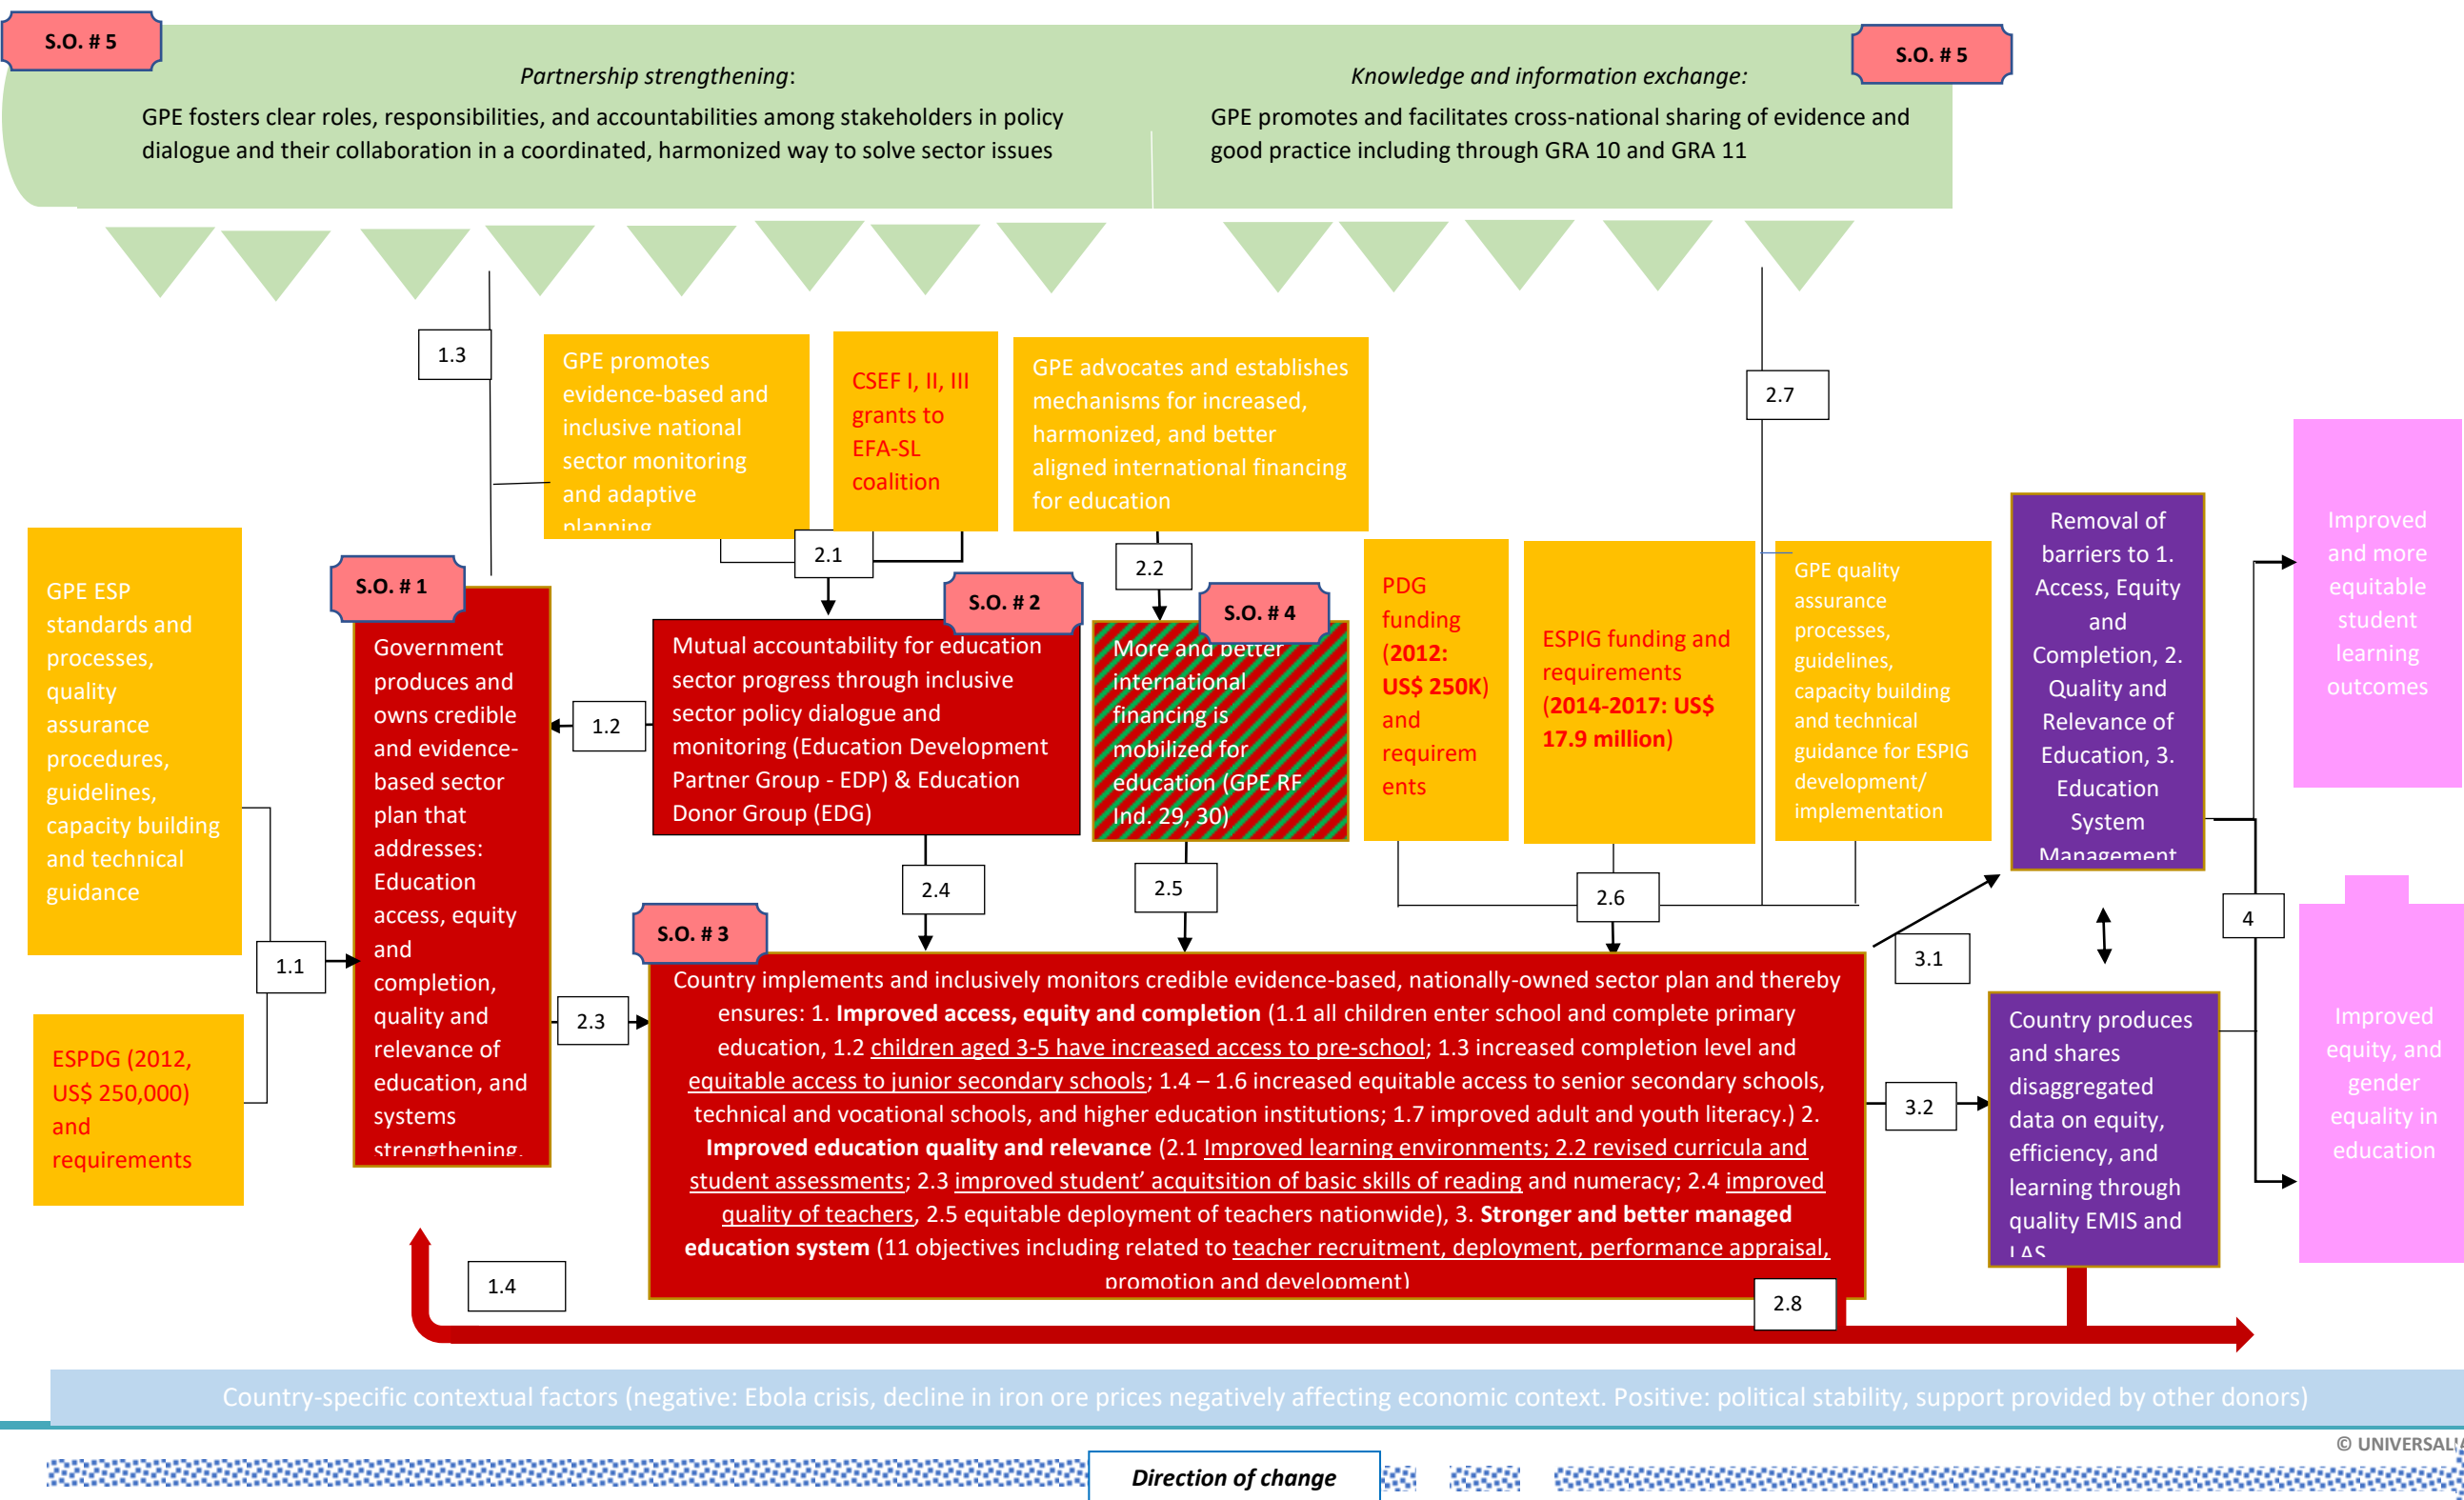 S.O. # 5
S.O. # 5
Partnership strengthening:
GPE fosters clear roles, responsibilities, and accountabilities among stakeholders in policy
dialogue and their collaboration in a coordinated, harmonized way to solve sector issues
Knowledge and information exchange:
GPE promotes and facilitates cross-national sharing of evidence and
good practice including through GRA 10 and GRA 11
1.3
GPE promotes
evidence-based and
inclusive national
sector monitoring
and adaptive
planning
CSEF I, II, III
grants to
EFA-SL
coalition
GPE advocates and establishes
mechanisms for increased,
harmonized, and better
aligned international financing
for education
2.7
2.1
2.2
GPE ESP
standards and
processes,
quality
assurance
procedures,
guidelines,
capacity building
and technical
guidance
ESPDG (2012,
US$ 250,000)
and
requirements
1.1
S.O. # 1
Government
produces and
owns credible
and evidence-
based sector
plan that
addresses:
Education
access, equity
and
completion,
quality and
relevance of
education, and
systems
strengthening.
1.2
S.O. # 2
Mutual accountability for education
sector progress through inclusive
sector policy dialogue and
monitoring (Education Development
Partner Group - EDP) & Education
Donor Group (EDG)
S.O. # 4
More and better
international
financing is
mobilized for
education (GPE RF
Ind. 29, 30)
PDG
funding
(2012:
US$ 250K)
and
requirem
ents
ESPIG funding and
requirements
(2014-2017: US$
17.9 million)
GPE quality
assurance
processes,
guidelines,
capacity building
and technical
guidance for ESPIG
development/
implementation
2.4
2.5
2.6
2.3
S.O. # 3
Country implements and inclusively monitors credible evidence-based, nationally-owned sector plan and thereby
ensures: 1. Improved access, equity and completion (1.1 all children enter school and complete primary
education, 1.2 children aged 3-5 have increased access to pre-school; 1.3 increased completion level and
equitable access to junior secondary schools; 1.4 – 1.6 increased equitable access to senior secondary schools,
technical and vocational schools, and higher education institutions; 1.7 improved adult and youth literacy.) 2.
Improved education quality and relevance (2.1 Improved learning environments; 2.2 revised curricula and
student assessments; 2.3 improved student' acquitsition of basic skills of reading and numeracy; 2.4 improved
quality of teachers, 2.5 equitable deployment of teachers nationwide), 3. Stronger and better managed
education system (11 objectives including related to teacher recruitment, deployment, performance appraisal,
promotion and development)
3.1
3.2
Removal of
barriers to 1.
Access, Equity
and
Completion, 2.
Quality and
Relevance of
Education, 3.
Education
System
Management
Country produces
and shares
disaggregated
data on equity,
efficiency, and
learning through
quality EMIS and
LAS
4
Improved
and more
equitable
student
learning
outcomes
Improved
equity, and
gender
equality in
education
1.4
2.8
Country-specific contextual factors (negative: Ebola crisis, decline in iron ore prices negatively affecting economic context. Positive: political stability, support provided by other donors)
© UNIVERSAL
Direction of change